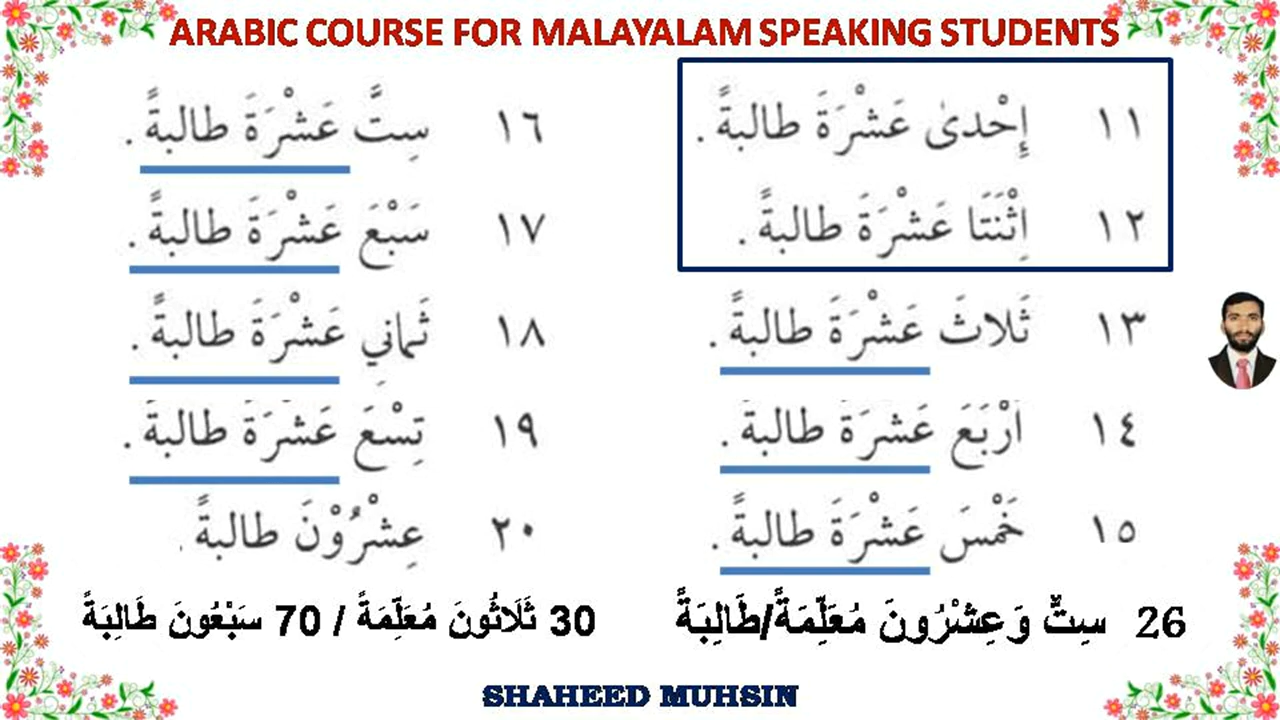 ARABIC COURSE FOR MALAYALAM SPEAKING STUDENTS
١١ إِحْدىٰ عَشْرَةَ طالبةً .
١٢ اِثْنَتَا عَشْرَةَ طالبةً .
١٣ ثَلاثَ عَشْرَةَ طالبةً .
١٤ اَرْبَعَ عَشْرَةَ طالبةً .
١٥ خَمْسَ عَشْرَةَ طالبةً .
١٦ سِتَّ عَشْرَةَ طالبةً .
١٧ سَبْعَ عَشْرَةَ طالبةً .
١٨ ثَمانِي عَشْرَةَ طالبةً .
١٩ تِسْعَ عَشْرَةَ طالبةً .
٢٠ عِشْرُوْنَ طالبةً .
26 سِتٌّ وَعِشْرُونَ مُعَلِّمَةً/طَالِبَةً
30 ثَلَاثُونَ مُعَلِّمَةً / 70 سَبْعُونَ طَالِبَةً
SHAHEED MUHSIN